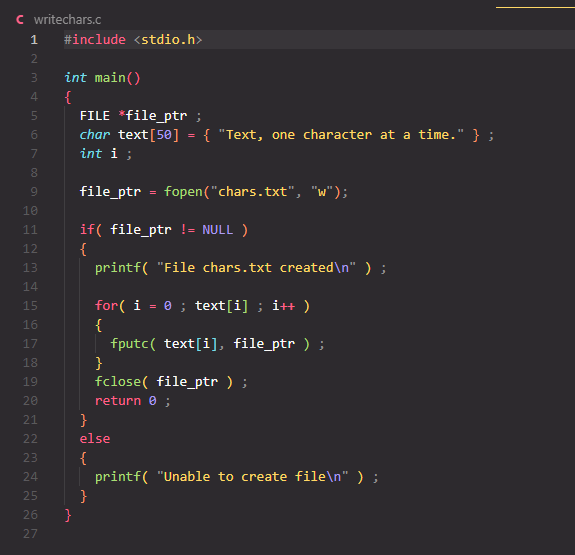 C writechars.c
1 #include <stdio.h>
2
3 int main()
4 {
5 FILE *file_ptr ;
6 char text[50] = { "Text, one character at a time." } ;
7 int i ;
8
9 file_ptr = fopen("chars.txt", "w");
10
11 if( file_ptr != NULL )
12 {
13 printf( "File chars.txt created\n" ) ;
14
15 for( i = 0 ; text[i] ; i++ )
16 {
17 fputc( text[i], file_ptr ) ;
18 }
19 fclose( file_ptr ) ;
20 return 0 ;
21 }
22 else
23 {
24 printf( "Unable to create file\n" ) ;
25 }
26 }
27